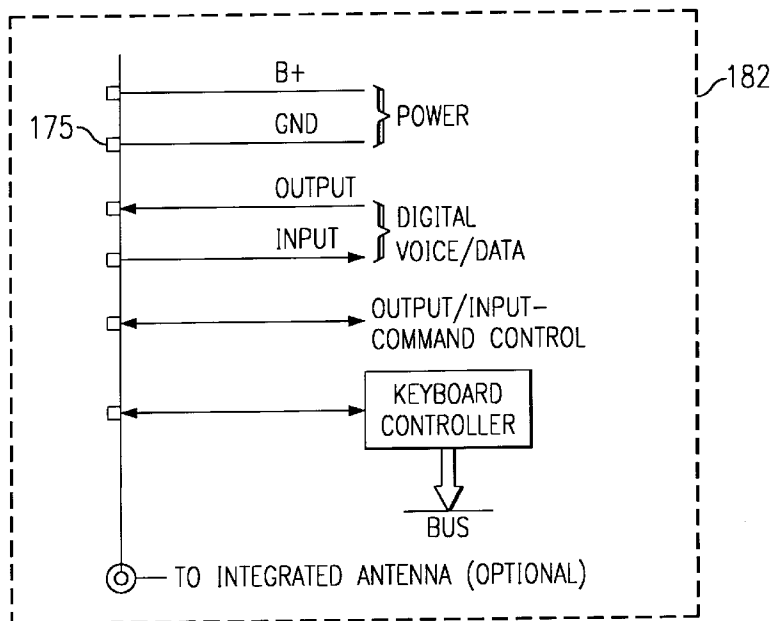 B+
182
POWER
175
GND
OUTPUT
DIGITAL
VOICE/DATA
INPUT
OUTPUT/INPUT-
COMMAND CONTROL
KEYBOARD
CONTROLLER
BUS
TO INTEGRATED ANTENNA (OPTIONAL)